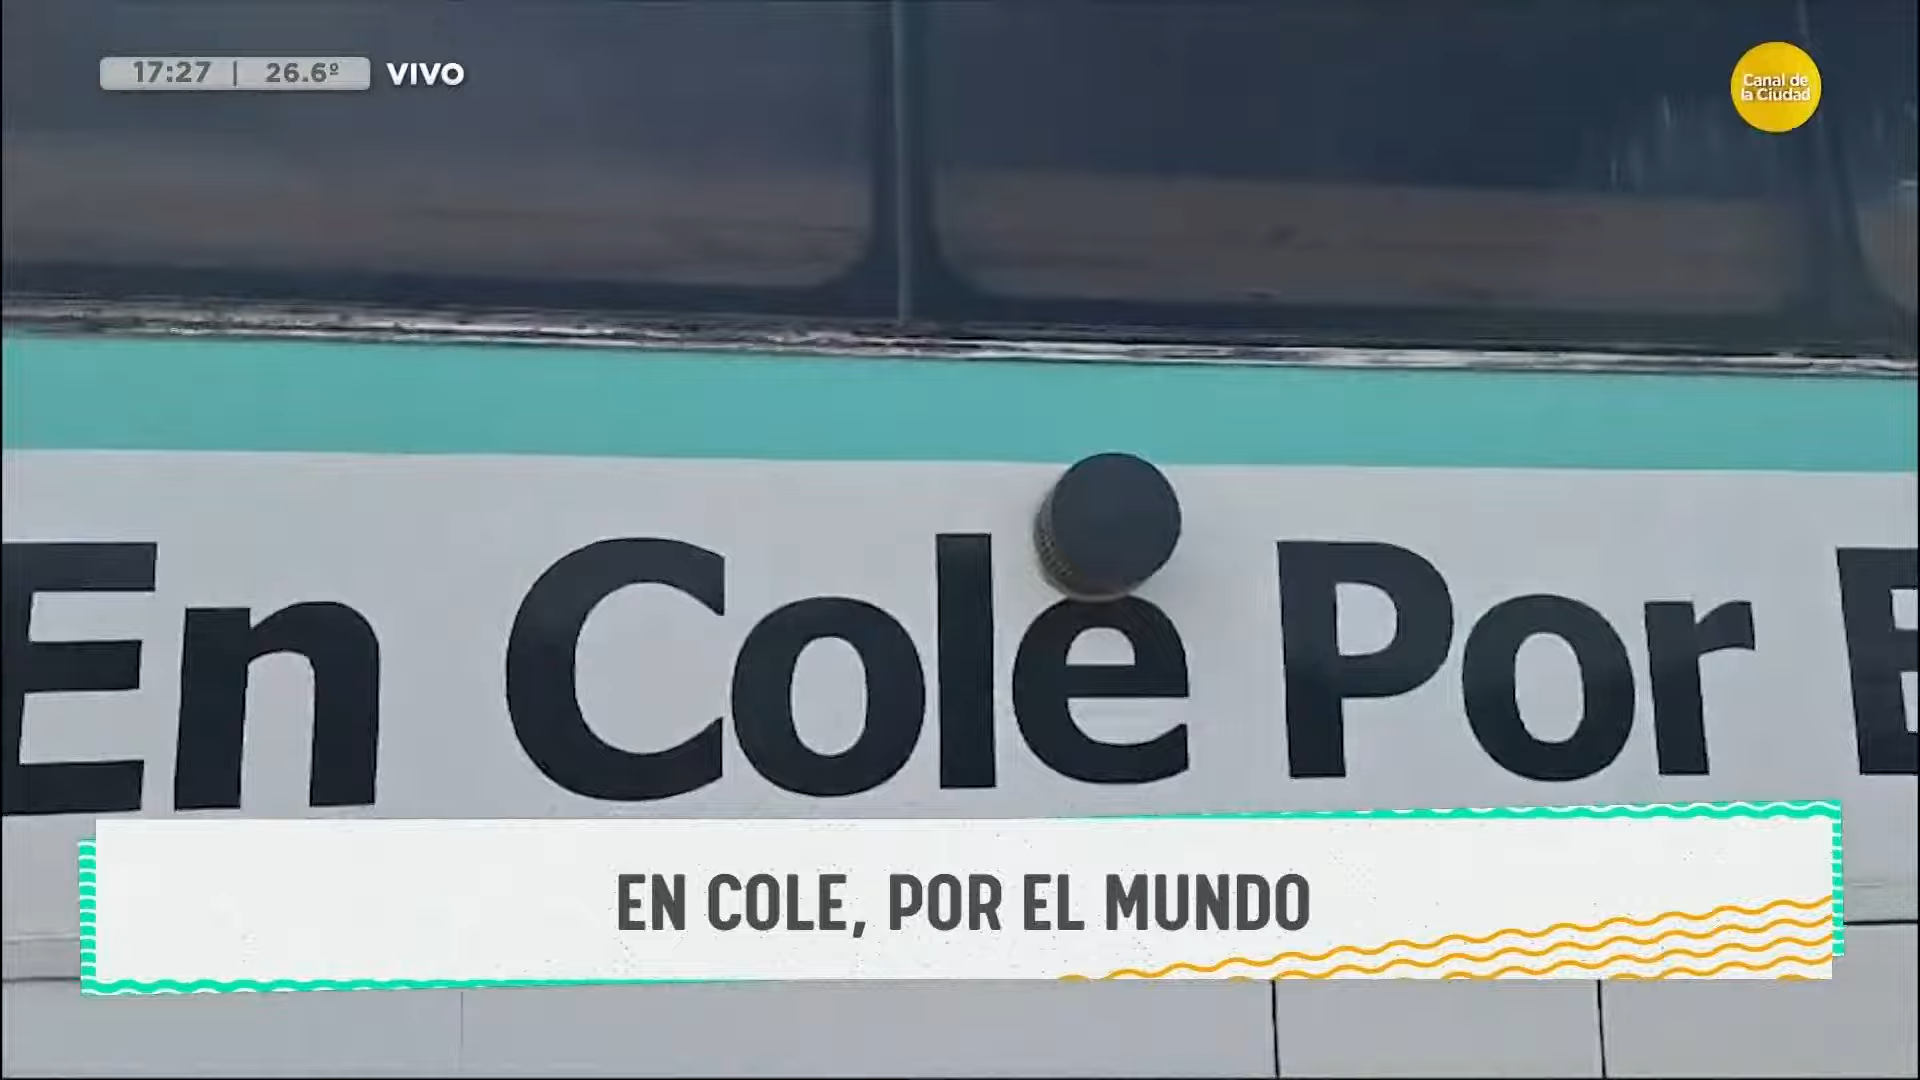 17:27 | 26.6º VIVO
Canal de
la Ciudad
En Cole Por E
EN COLE, POR EL MUNDO